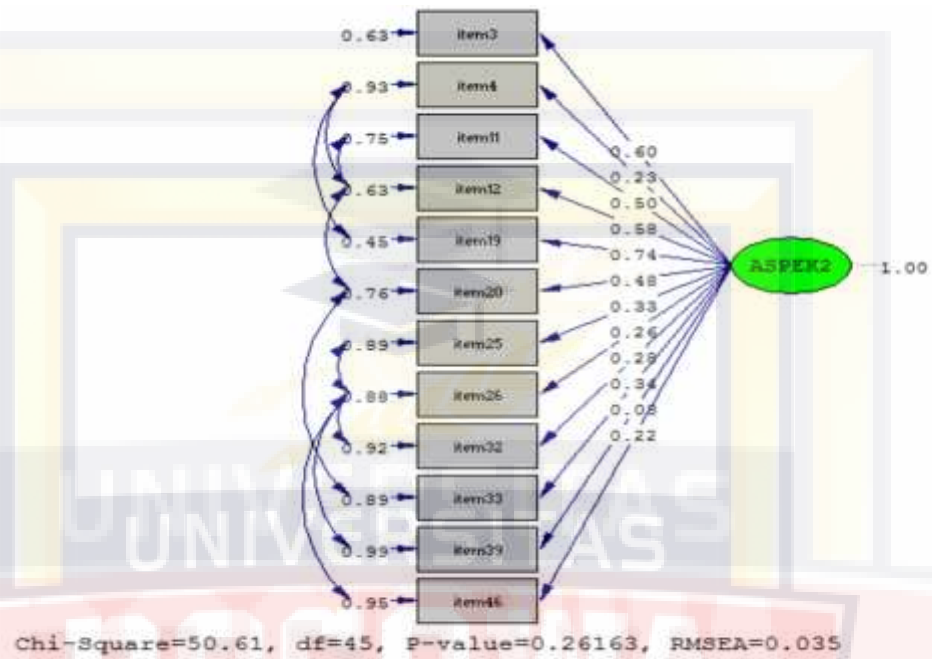 0.63 item3
0.93 item4
0.75 item11
0.63 item12
0.45 item19
0.76 item20
0.89 item25
0.88 item26
0.92 item32
0.89 item33
0.99 item39
0.95 item46
0.60
0.23
0.50
0.58
0.74
0.48
0.33
0.26
0.28
0.34
0.09
0.22
ASPEK2 1.00
UNIVERSITAS
UNIVERSITAS
Chi-Square=50.61, df=45, P-value=0.26163, RMSEA=0.035